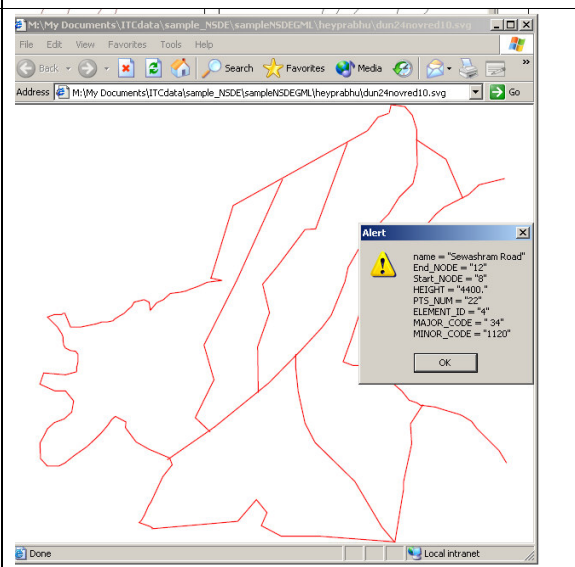 M:\My Documents\ITCdata\sample_NSDE\sampleNSDEGML\heyprabhu\dun24novred10.svg
File Edit View Favorites Tools Help
Back Search Favorites Media »
Address M:\My Documents\ITCdata\sample_NSDE\sampleNSDEGML\heyprabhu\dun24novred10.svg Go
Alert
name = "Sewashram Road"
End_NODE = "12"
Start_NODE = "8"
HEIGHT = "4400."
PTS_NUM = "22"
ELEMENT_ID = "4"
MAJOR_CODE = " 34"
MINOR_CODE = "1120"
OK
Done Local intranet